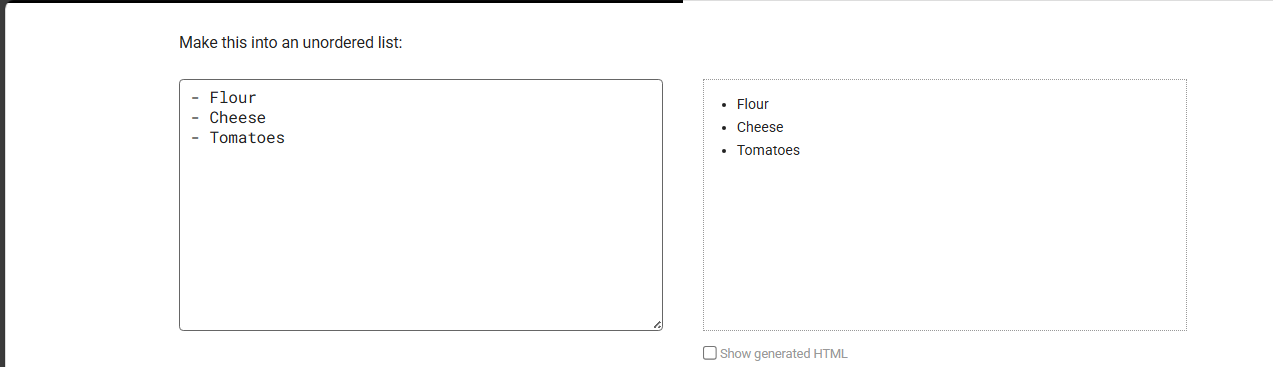 Make this into an unordered list:
- Flour
- Cheese
- Tomatoes
• Flour
• Cheese
• Tomatoes
Show generated HTML